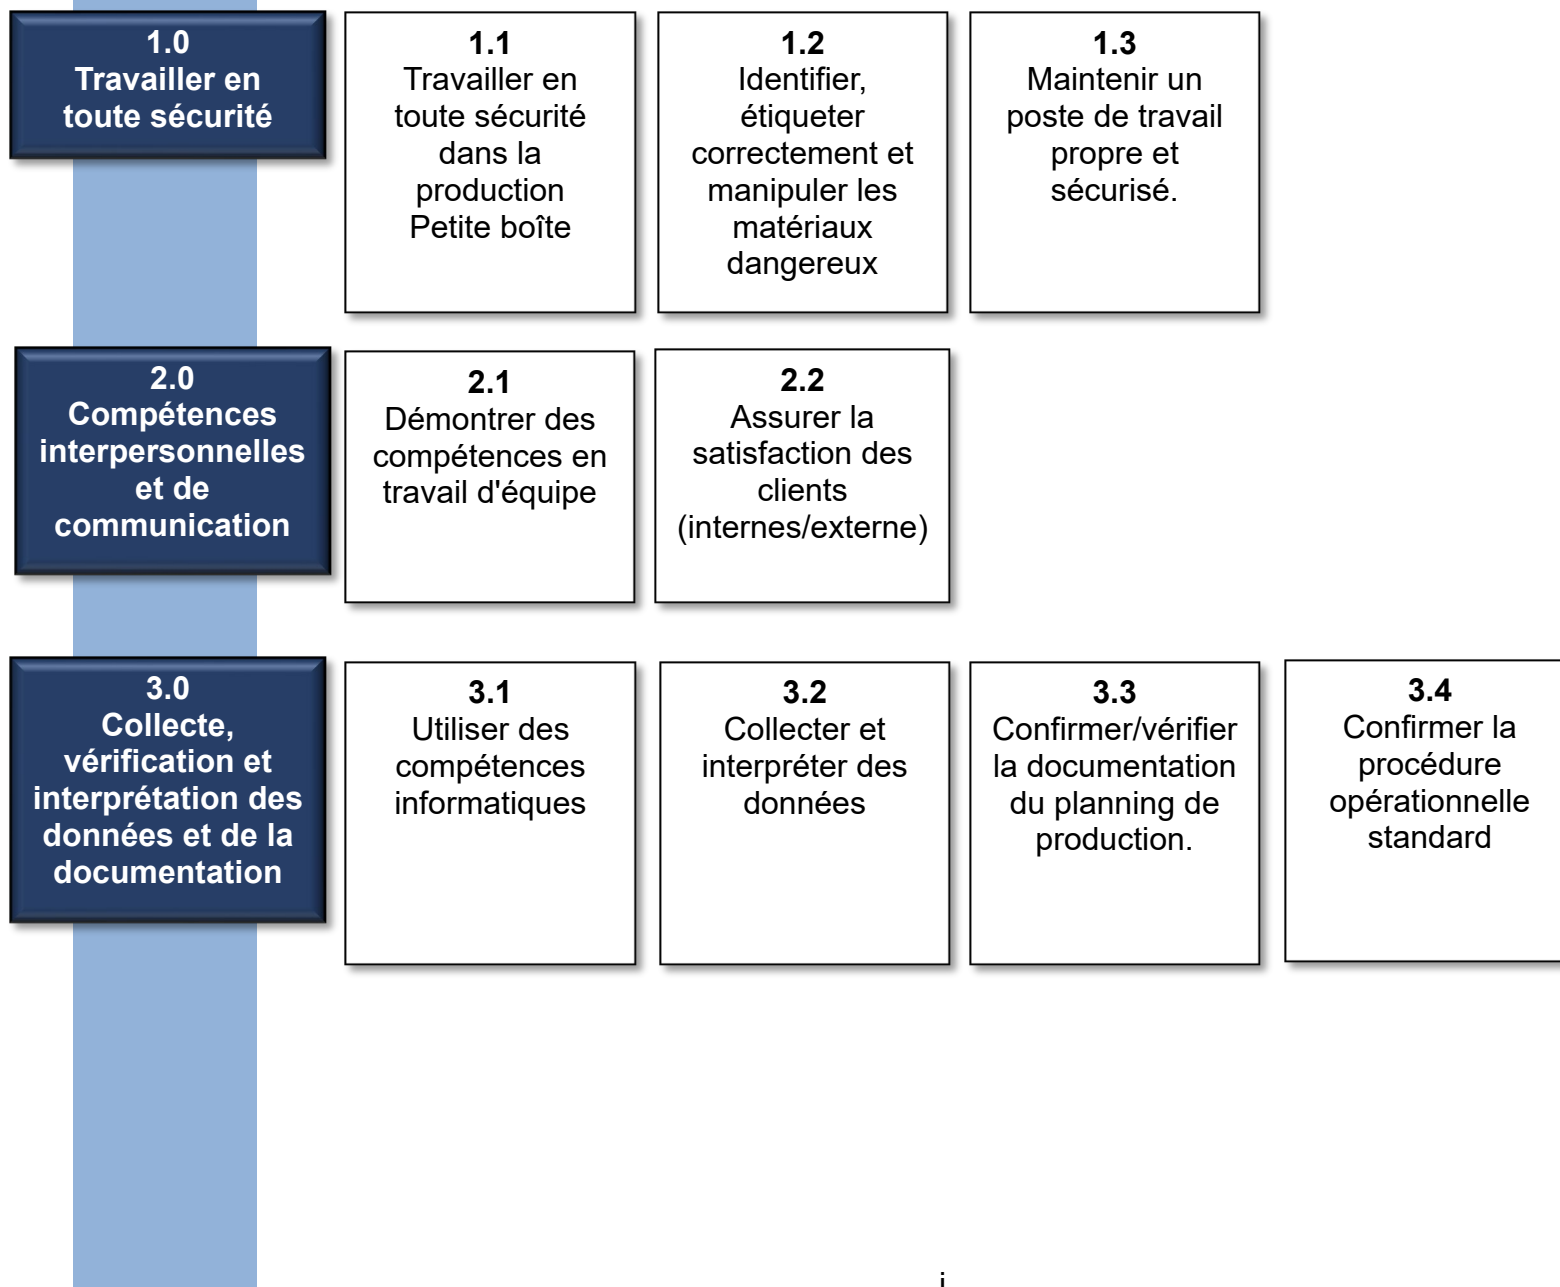 1.0
Travailler en
toute sécurité
1.1
Travailler en
toute sécurité
dans la
production
Petite boîte
1.2
Identifier,
étiqueter
correctement et
manipuler les
matériaux
dangereux
1.3
Maintenir un
poste de travail
propre et
sécurisé.
2.0
Compétences
interpersonnelles
et de
communication
2.1
Démontrer des
compétences en
travail d'équipe
2.2
Assurer la
satisfaction des
clients
(internes/externe)
3.0
Collecte,
vérification et
interprétation des
données et de la
documentation
3.1
Utiliser des
compétences
informatiques
3.2
Collecter et
interpréter des
données
3.3
Confirmer/vérifier
la documentation
du planning de
production.
3.4
Confirmer la
procédure
opérationnelle
standard
i